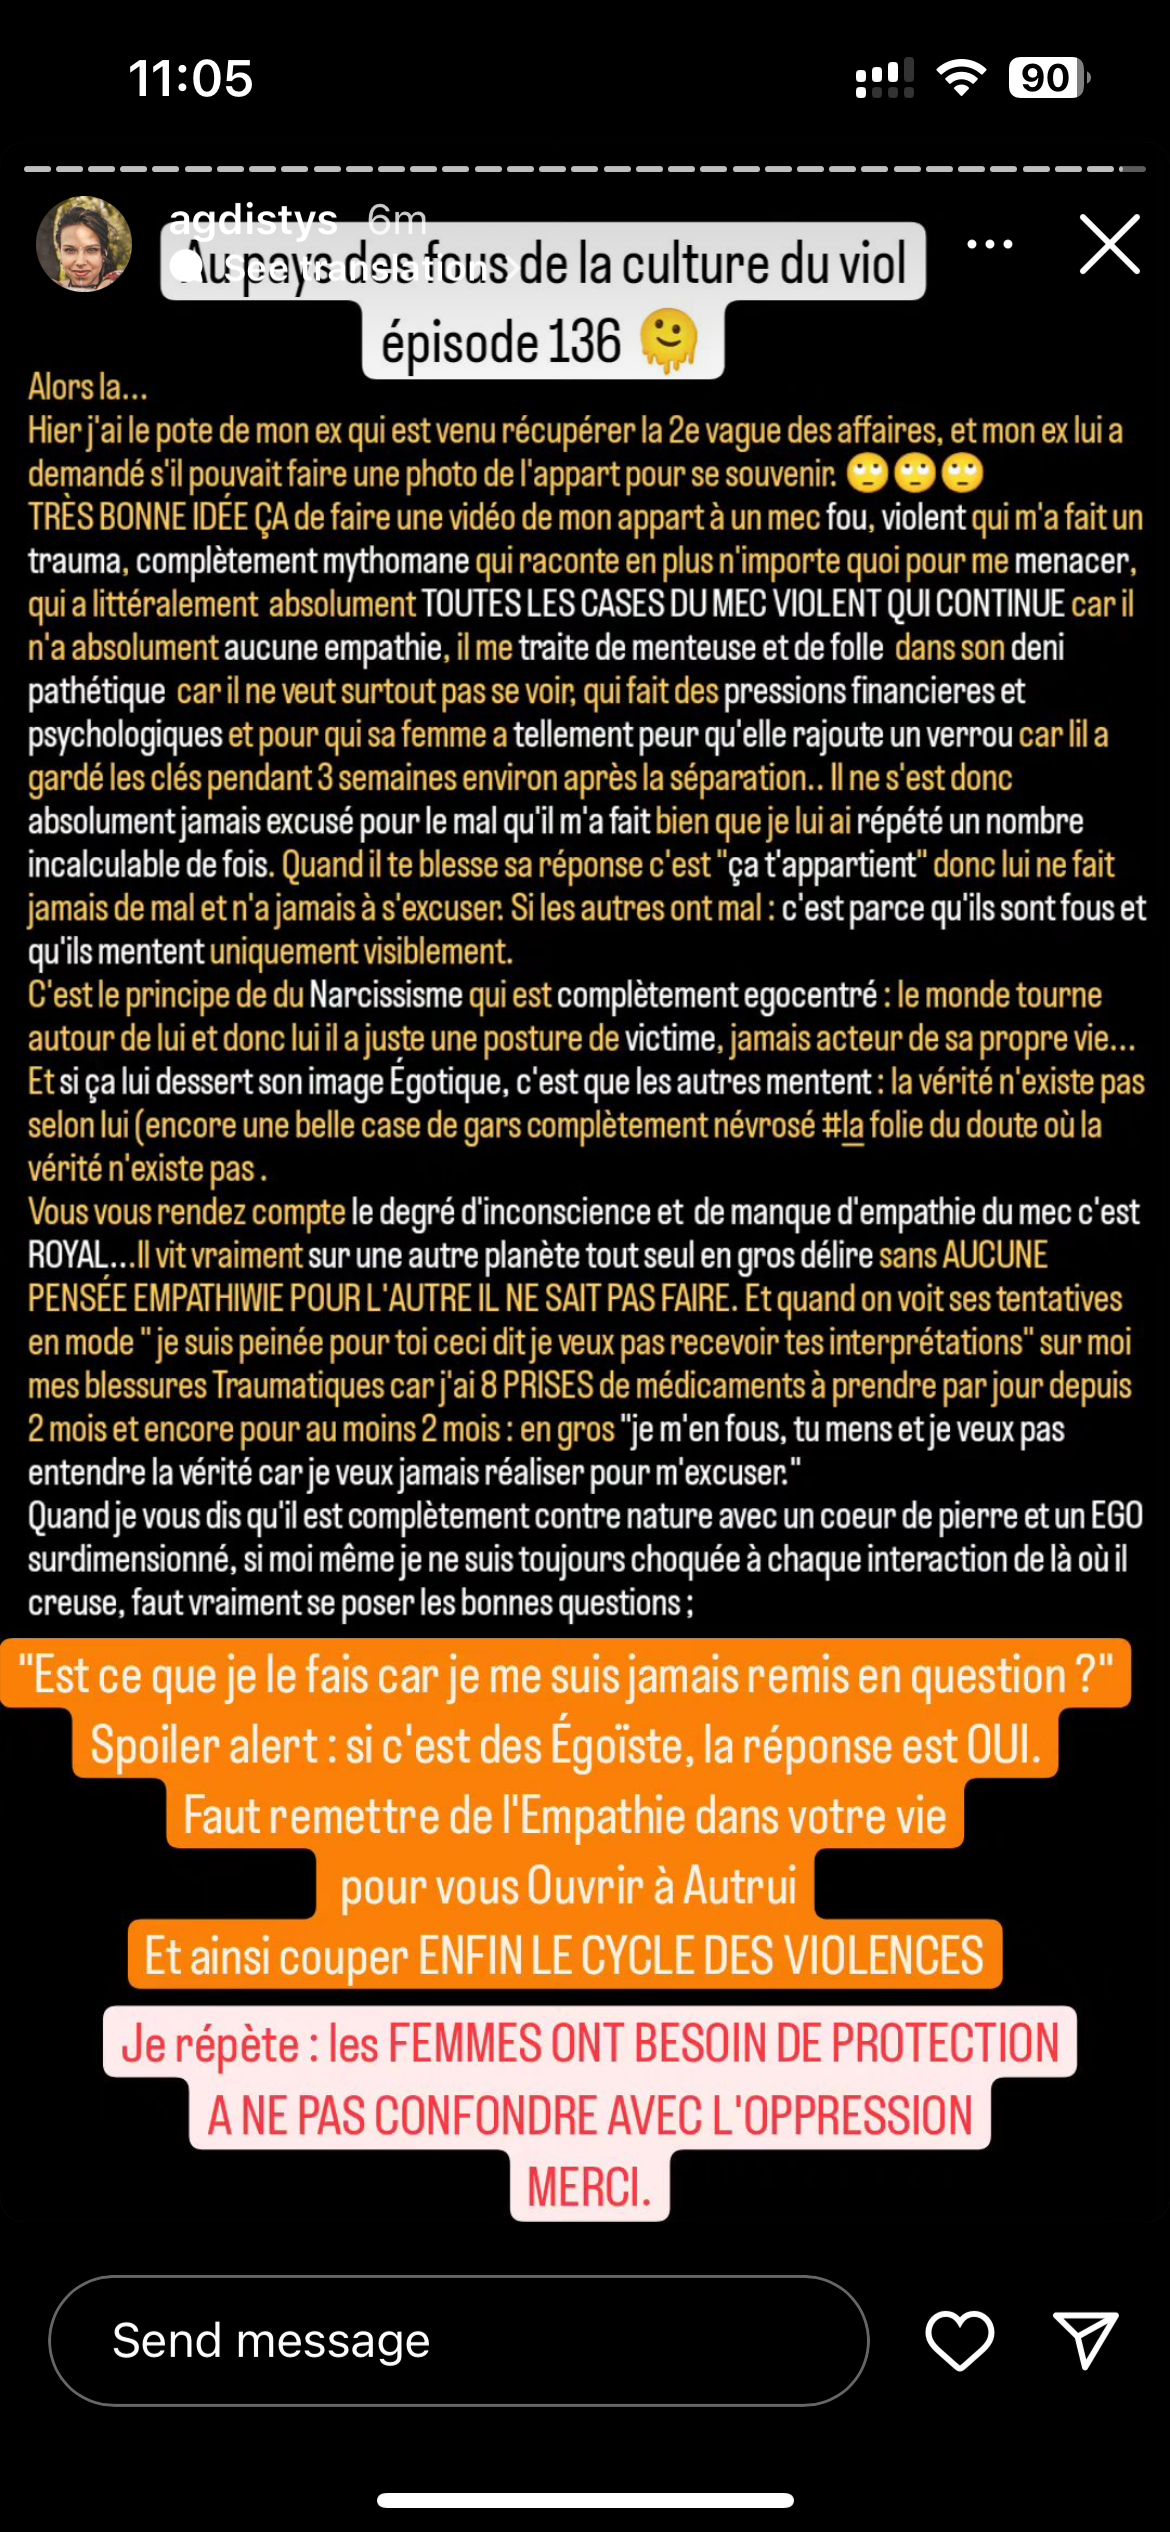 11:05
90
agdistys 6m
See translation
Au pays des fous de la culture du viol
épisode 136
Alors la...
Hier j'ai le pote de mon ex qui est venu récupérer la 2e vague des affaires, et mon ex lui a
demandé s'il pouvait faire une photo de l'appart pour se souvenir. 🙄🙄🙄
TRÈS BONNE IDÉE ÇA de faire une vidéo de mon appart à un mec fou, violent qui m'a fait un
trauma, complètement mythomane qui raconte en plus n'importe quoi pour me menacer,
qui a littéralement absolument TOUTES LES CASES DU MEC VIOLENT QUI CONTINUE car il
n'a absolument aucune empathie, il me traite de menteuse et de folle dans son deni
pathétique car il ne veut surtout pas se voir, qui fait des pressions financieres et
psychologiques et pour qui sa femme a tellement peur qu'elle rajoute un verrou car lil a
gardé les clés pendant 3 semaines environ après la séparation.. Il ne s'est donc
absolument jamais excusé pour le mal qu'il m'a fait bien que je lui ai répété un nombre
incalculable de fois. Quand il te blesse sa réponse c'est "ça t'appartient" donc lui ne fait
jamais de mal et n'a jamais à s'excuser. Si les autres ont mal : c'est parce qu'ils sont fous et
qu'ils mentent uniquement visiblement.
C'est le principe de du Narcissisme qui est complètement egocentré : le monde tourne
autour de lui et donc lui il a juste une posture de victime, jamais acteur de sa propre vie...
Et si ça lui dessert son image Égotique, c'est que les autres mentent : la vérité n'existe pas
selon lui (encore une belle case de gars complètement névrosé #la folie du doute où la
vérité n'existe pas .
Vous vous rendez compte le degré d'inconscience et de manque d'empathie du mec c'est
ROYAL...Il vit vraiment sur une autre planète tout seul en gros délire sans AUCUNE
PENSÉE EMPATHIWIE POUR L'AUTRE IL NE SAIT PAS FAIRE. Et quand on voit ses tentatives
en mode " je suis peinée pour toi ceci dit je veux pas recevoir tes interprétations" sur moi
mes blessures Traumatiques car j'ai 8 PRISES de médicaments à prendre par jour depuis
2 mois et encore pour au moins 2 mois : en gros "je m'en fous, tu mens et je veux pas
entendre la vérité car je veux jamais réaliser pour m'excuser."
Quand je vous dis qu'il est complètement contre nature avec un coeur de pierre et un EGO
surdimensionné, si moi même je ne suis toujours choquée à chaque interaction de là où il
creuse, faut vraiment se poser les bonnes questions ;
"Est ce que je le fais car je me suis jamais remis en question ?"
Spoiler alert : si c'est des Égoïste, la réponse est OUI.
Faut remettre de l'Empathie dans votre vie
pour vous Ouvrir à Autrui
Et ainsi couper ENFIN LE CYCLE DES VIOLENCES
Je répète : les FEMMES ONT BESOIN DE PROTECTION
A NE PAS CONFONDRE AVEC L'OPPRESSION
MERCI.
Send message